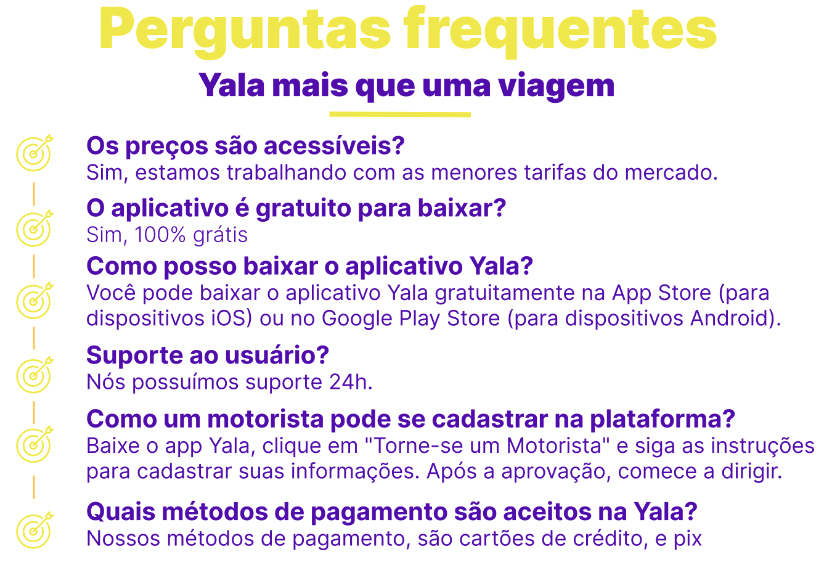 Perguntas frequentes
Yala mais que uma viagem
Os preços são acessíveis?
Sim, estamos trabalhando com as menores tarifas do mercado.
O aplicativo é gratuito para baixar?
Sim, 100% grátis
Como posso baixar o aplicativo Yala?
Você pode baixar o aplicativo Yala gratuitamente na App Store (para
dispositivos iOS) ou no Google Play Store (para dispositivos Android).
Suporte ao usuário?
Nós possuímos suporte 24h.
Como um motorista pode se cadastrar na plataforma?
Baixe o app Yala, clique em "Torne-se um Motorista" e siga as instruções
para cadastrar suas informações. Após a aprovação, comece a dirigir.
Quais métodos de pagamento são aceitos na Yala?
Nossos métodos de pagamento, são cartões de crédito, e pix